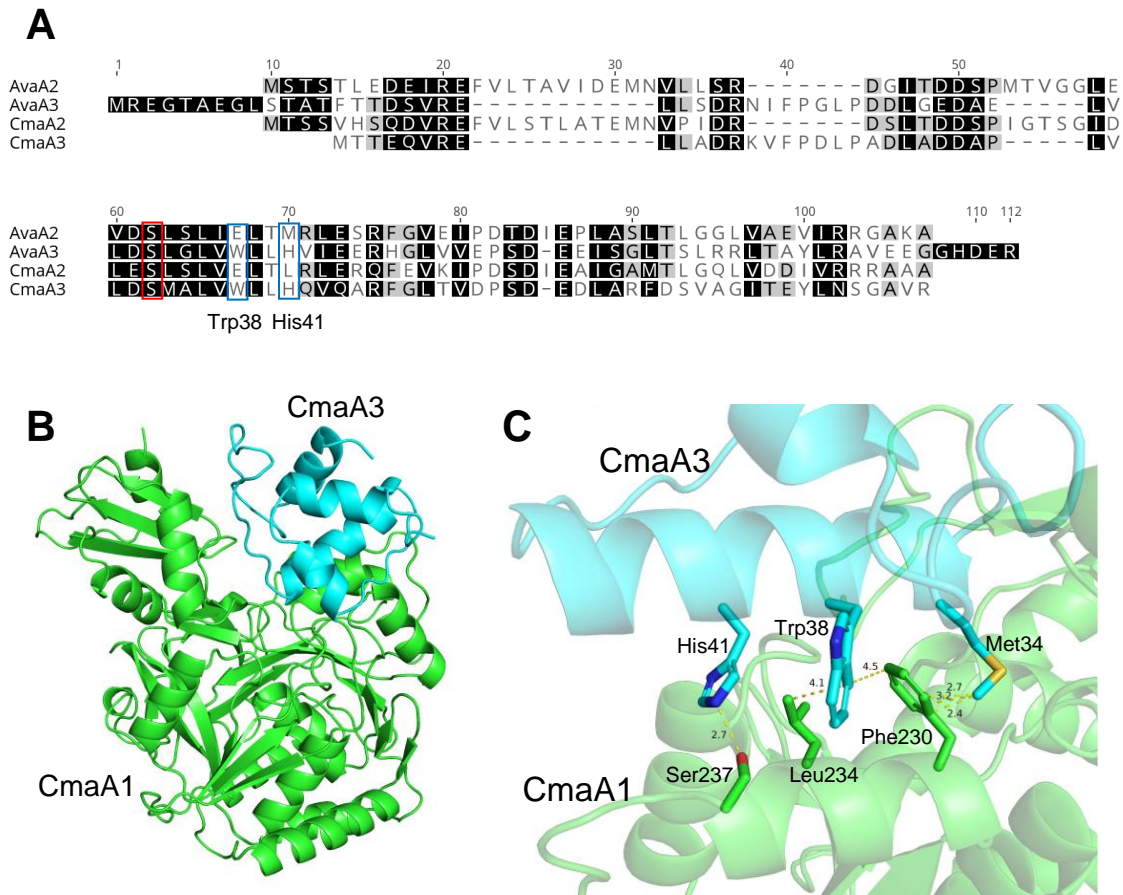 A
1 10 20 30 40 50
AvaA2 MSTSTLEDEIREFVLTAVIDEMNVLLSR-------DGITDDSPMTVGGLE
AvaA3 MREGTAEGLSTATFTTDSVRE-----------LLSDRNIFPGLPDDLGEDAE-----LV
CmaA2 MTSSVHSQDVREFVLSTLATEMNVPIDR-------DSLTDDSPIGTSGID
CmaA3 MTTEQVRE-----------LLADRKVFPDLPADLADDAP-----LV
60 70 80 90 100 110 112
AvaA2 VDSLSLIELTMRLESRFGVEIPDTDIEPLASLTLGGLVAEVIRRGAKA
AvaA3 LDSLGLVWLLHVIEERHGLVVEPSD-EEISGLTSLRRLTAYLRAVEEGGHDER
CmaA2 LESLSLVELTLRLERQFEVKIPDSDIEAIGAMTLGQLVDDIVRRRAAA
CmaA3 LDSMALVWLLHQVQARFGLTVDPSD-EDLARFDSVAGITEYLNSGAVR
Trp38 His41
B
CmaA3
CmaA1
C
CmaA3
His41
Trp38
Met34
4.1
4.5
2.7
3.2
2.4
2.7
Phe230
Ser237
Leu234
CmaA1